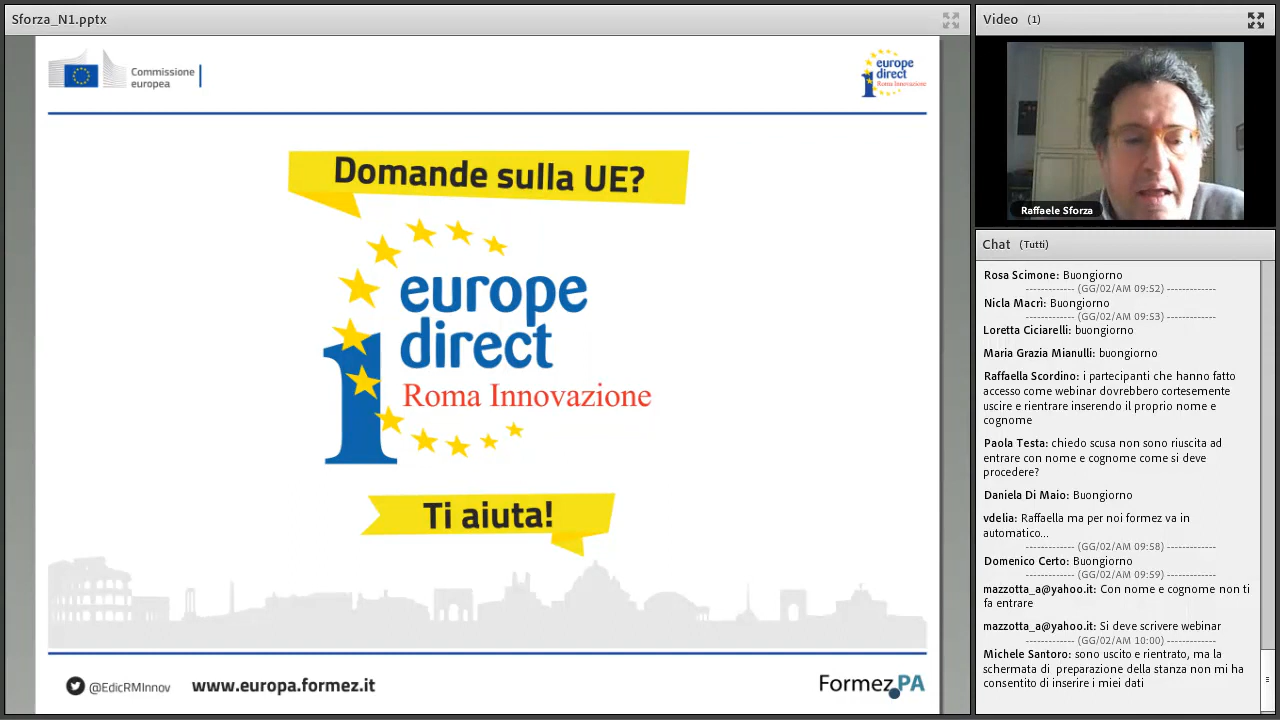 Sforza_N1.pptx
Commissione
europea
europe
direct
Roma Innovazione
Domande sulla UE?
europe
direct
Roma Innovazione
Ti aiuta!
@EdicRMInnov
www.europa.formez.it
FormezPA
Video (1)
Raffaele Sforza
Chat (Tutti)
Rosa Scimone: Buongiorno
------------ (GG/02/AM 09:52) ------------
Nicla Macrì: Buongiorno
------------ (GG/02/AM 09:53) ------------
Loretta Ciciarelli: buongiorno
Maria Grazia Mianulli: buongiorno
Raffaella Scordino: i partecipanti che hanno fatto
accesso come webinar dovrebbero cortesemente
uscire e rientrare inserendo il proprio nome e
cognome
Paola Testa: chiedo scusa non sono riuscita ad
entrare con nome e cognome come si deve
procedere?
Daniela Di Maio: Buongiorno
vdelia: Raffaella ma per noi formez va in
automatico...
------------ (GG/02/AM 09:58) ------------
Domenico Certo: Buongiorno
------------ (GG/02/AM 09:59) ------------
mazzotta_a@yahoo.it: Con nome e cognome non ti
fa entrare
mazzotta_a@yahoo.it: Si deve scrivere webinar
------------ (GG/02/AM 10:00) ------------
Michele Santoro: sono uscito e rientrato, ma la
schermata di  preparazione della stanza non mi ha
consentito di inserire i miei dati